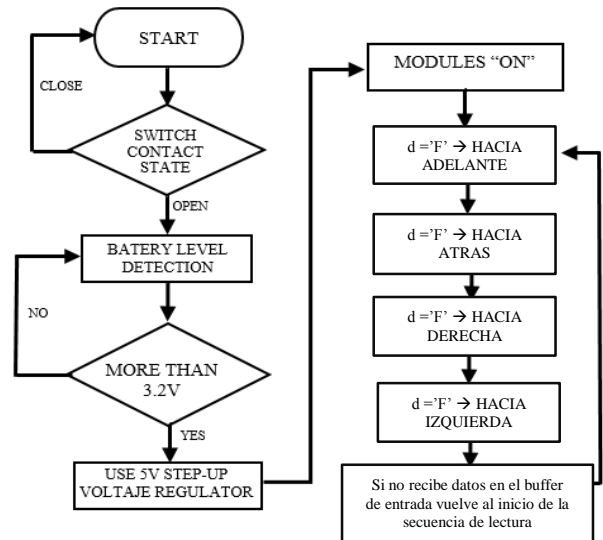 START
CLOSE
SWITCH
CONTACT
STATE
OPEN
BATERY LEVEL
DETECTION
NO
MORE THAN
3.2V
YES
USE 5V STEP-UP
VOLTAJE REGULATOR
MODULES “ON”
d =’F’ → HACIA
ADELANTE
d =’F’ → HACIA
ATRAS
d =’F’ → HACIA
DERECHA
d =’F’ → HACIA
IZQUIERDA
Si no recibe datos en el buffer
de entrada vuelve al inicio de la
secuencia de lectura